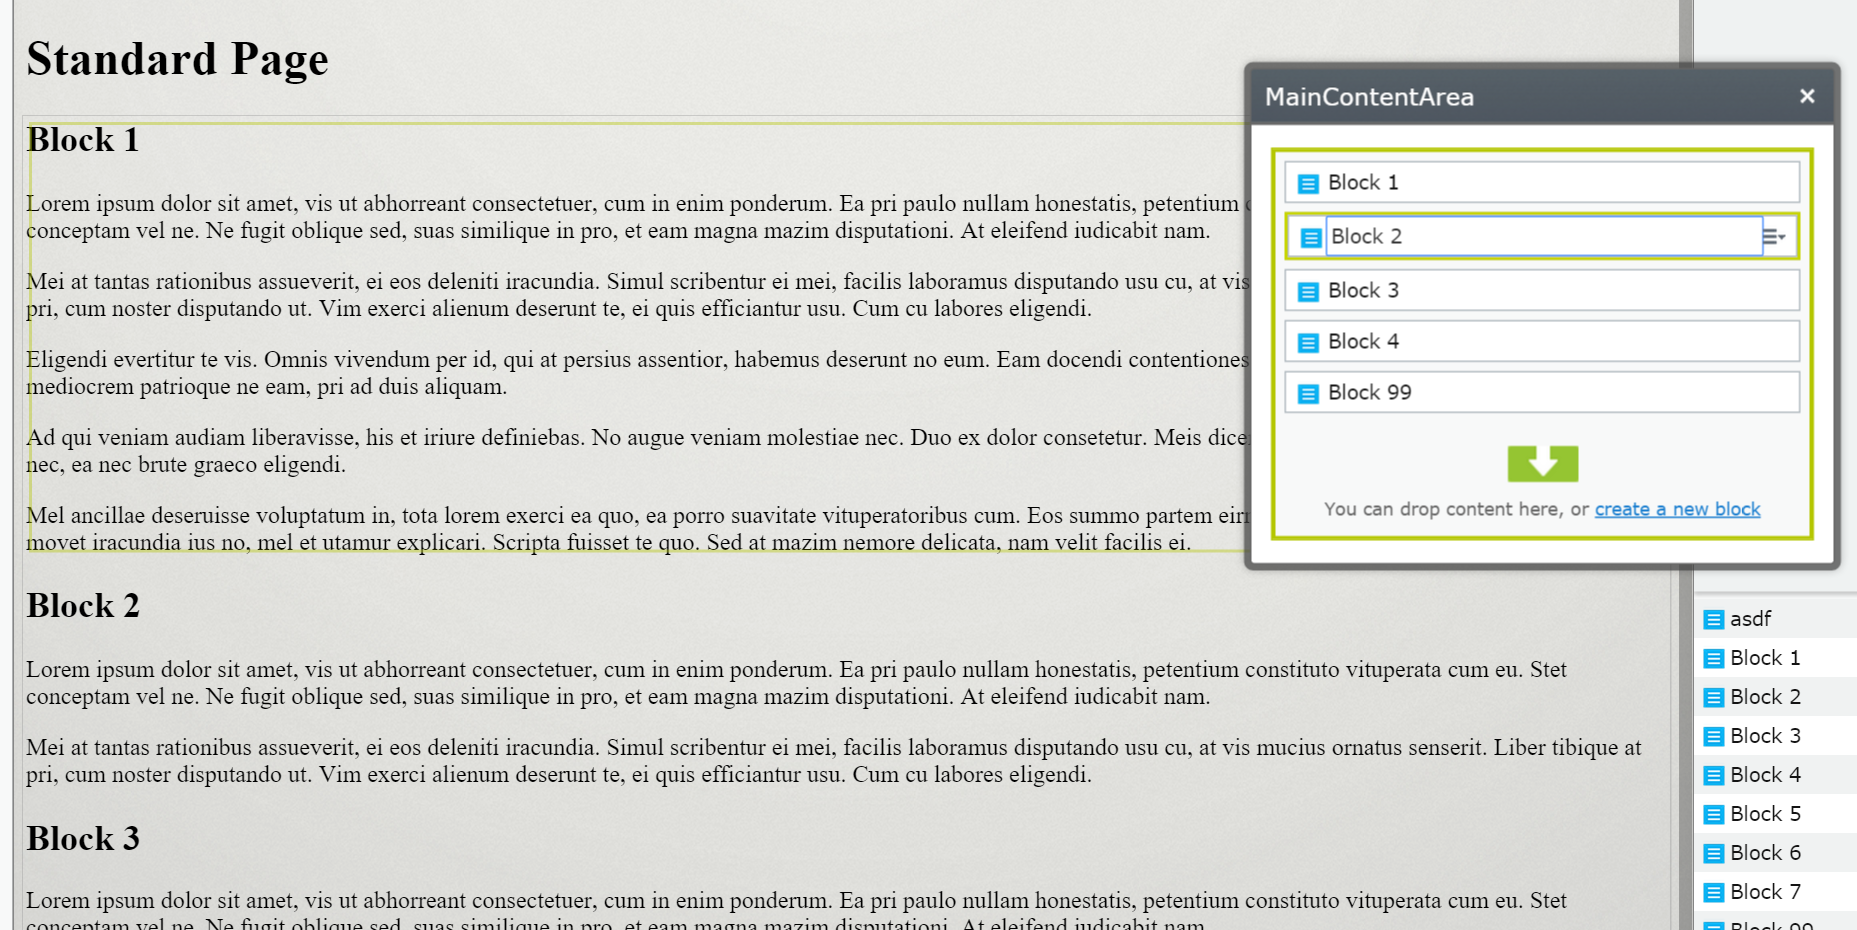 Standard Page
Block 1
Lorem ipsum dolor sit amet, vis ut abhorreant consectetuer, cum in enim ponderum. Ea pri paulo nullam honestatis, petentium
conceptam vel ne. Ne fugit oblique sed, suas similique in pro, et eam magna mazim disputationi. At eleifend iudicabit nam.
Mei at tantas rationibus assueverit, ei eos deleniti iracundia. Simul scribentur ei mei, facilis laboramus disputando usu cu, at vis
pri, cum noster disputando ut. Vim exerci alienum deserunt te, ei quis efficiantur usu. Cum cu labores eligendi.
Eligendi evertitur te vis. Omnis vivendum per id, qui at persius assentior, habemus deserunt no eum. Eam docendi contentiones
mediocrem patrioque ne eam, pri ad duis aliquam.
Ad qui veniam audiam liberavisse, his et iriure definiebas. No augue veniam molestiae nec. Duo ex dolor consetetur. Meis
nec, ea nec brute graeco eligendi.
Mel ancillae deseruisse voluptatum in, tota lorem exerci ea quo, ea porro suavitate vituperatoribus cum. Eos summo partem
movet iracundia ius no, mel et utamur explicari. Scripta fuisset te quo. Sed at mazim nemore delicata, nam velit facilis ei.
Block 2
Lorem ipsum dolor sit amet, vis ut abhorreant consectetuer, cum in enim ponderum. Ea pri paulo nullam honestatis, petentium constituto vituperata cum eu. Stet
conceptam vel ne. Ne fugit oblique sed, suas similique in pro, et eam magna mazim disputationi. At eleifend iudicabit nam.
Mei at tantas rationibus assueverit, ei eos deleniti iracundia. Simul scribentur ei mei, facilis laboramus disputando usu cu, at vis mucius ornatus senserit. Liber tibique at
pri, cum noster disputando ut. Vim exerci alienum deserunt te, ei quis efficiantur usu. Cum cu labores eligendi.
Block 3
Lorem ipsum dolor sit amet, vis ut abhorreant consectetuer, cum in enim ponderum. Ea pri paulo nullam honestatis, petentium constituto vituperata cum eu. Stet
conceptam vel ne. Ne fugit oblique sed, suas similique in pro, et eam magna mazim disputationi. At eleifend iudicabit nam.
MainContentArea
Block 1
Block 2
Block 3
Block 4
Block 99
You can drop content here, or create a new block
asdf
Block 1
Block 2
Block 3
Block 4
Block 5
Block 6
Block 7
Block 99